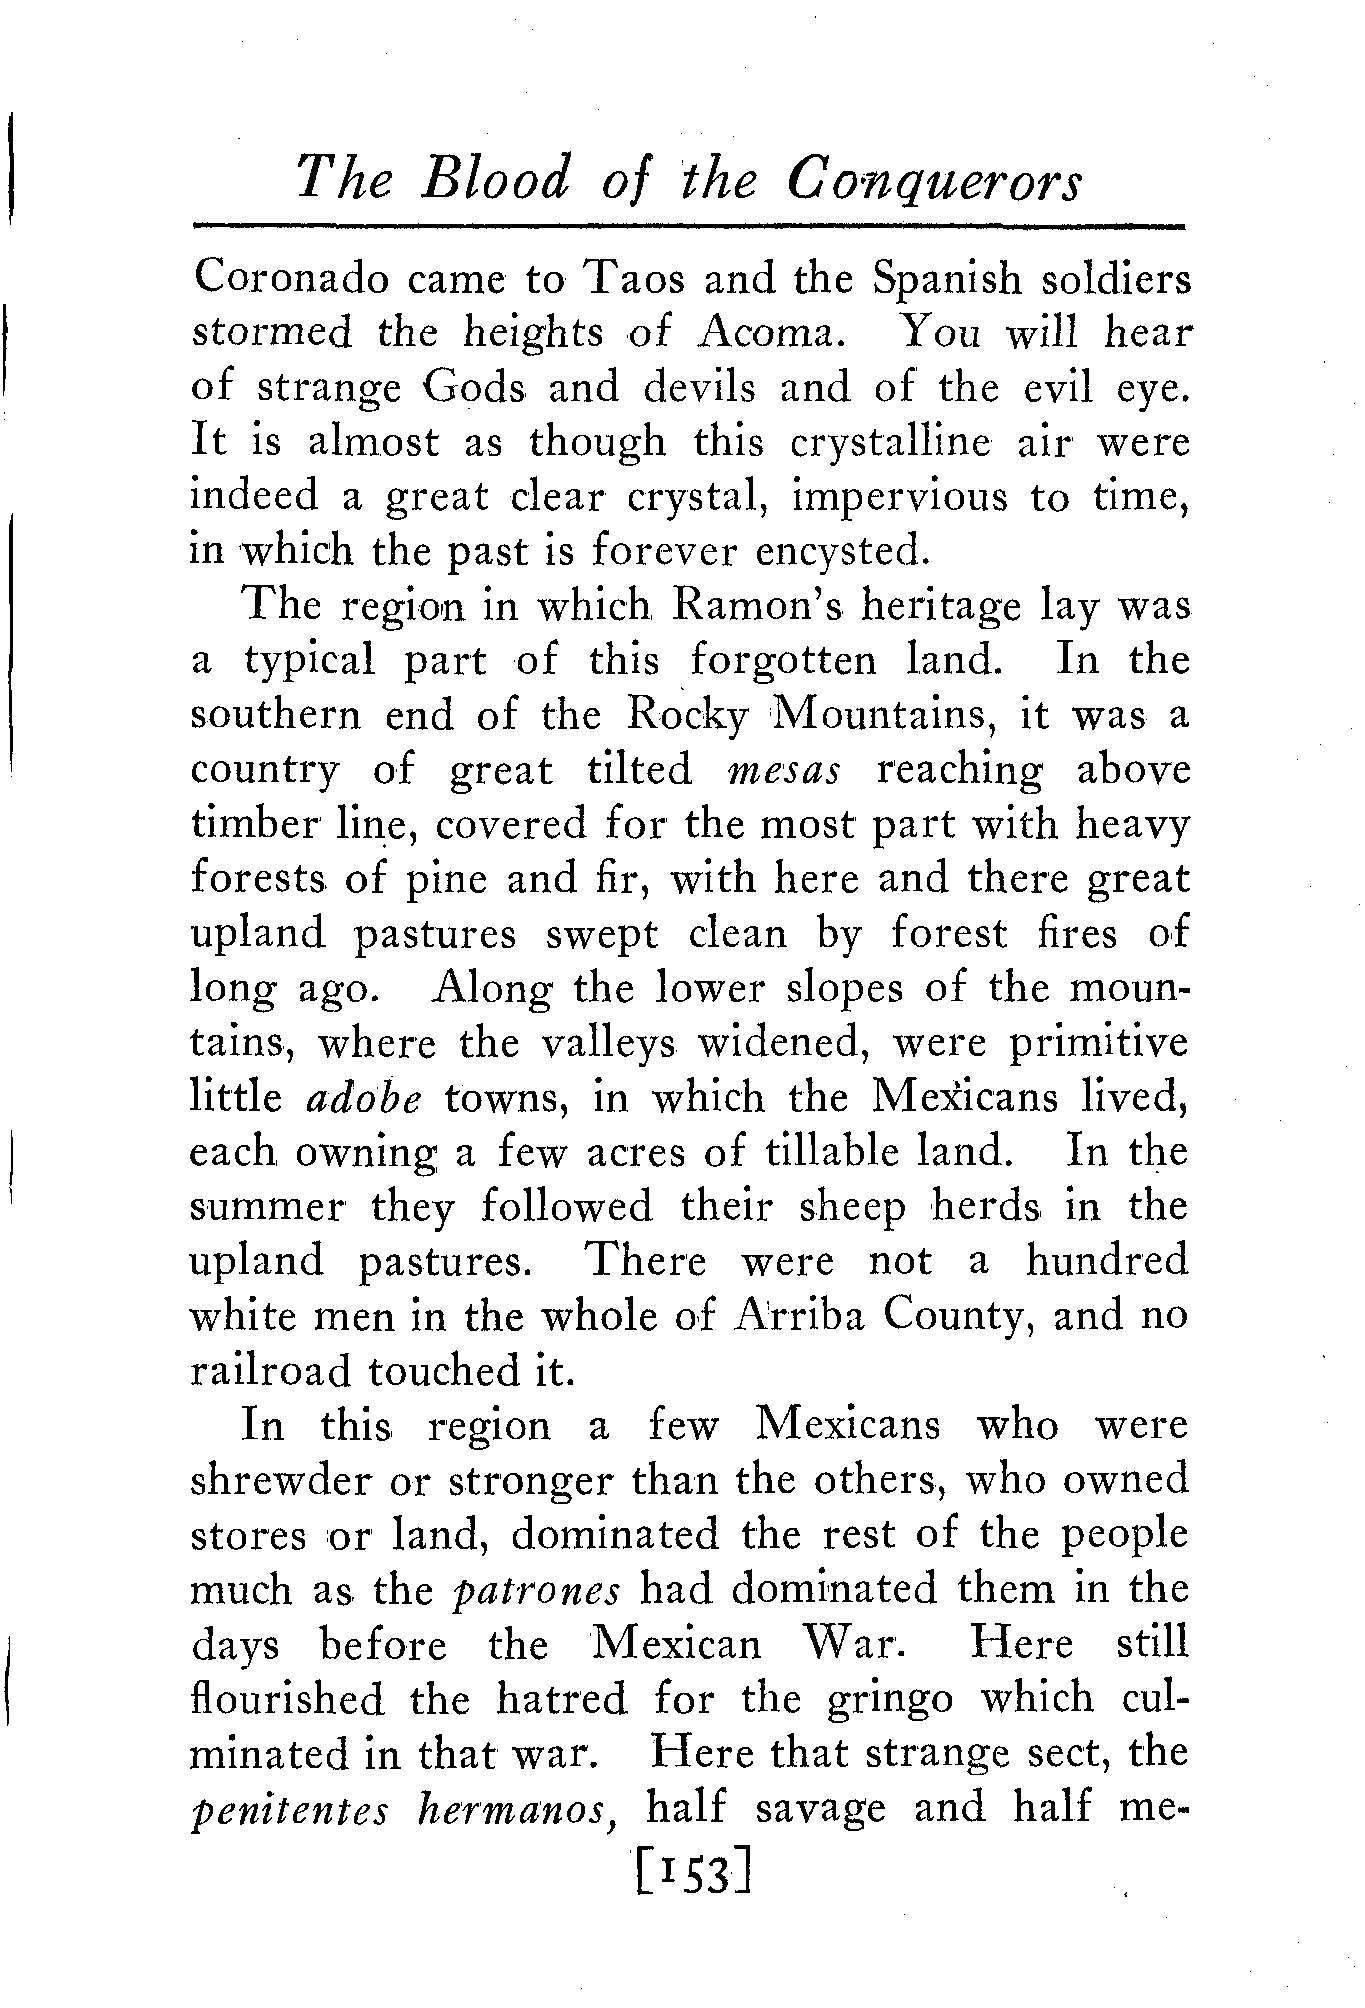 The Blood of the Conquerors
Coronado came to Taos and the Spanish soldiers
stormed the heights of Acoma. You will hear
of strange Gods and devils and of the evil eye.
It is almost as though this crystalline air were
indeed a great clear crystal, impervious to time,
in which the past is forever encysted.
The region in which Ramon's heritage lay was
a typical part of this forgotten land. In the
southern end of the Rocky Mountains, it was a
country of great tilted mesas reaching above
timber line, covered for the most part with heavy
forests of pine and fir, with here and there great
upland pastures swept clean by forest fires of
long ago. Along the lower slopes of the moun-
tains, where the valleys widened, were primitive
little adobe towns, in which the Mexicans lived,
each owning a few acres of tillable land. In the
summer they followed their sheep herds in the
upland pastures. There were not a hundred
white men in the whole of Arriba County, and no
railroad touched it.
In this region a few Mexicans who were
shrewder or stronger than the others, who owned
stores or land, dominated the rest of the people
much as the patrones had dominated them in the
days before the Mexican War. Here still
flourished the hatred for the gringo which cul-
minated in that war. Here that strange sect, the
penitentes hermanos, half savage and half me-
[153]